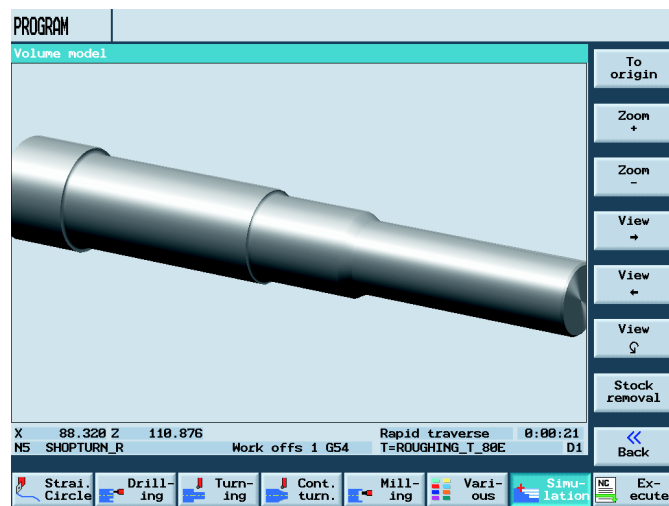 PROGRAM
Volume model
To
origin
Zoom
+
Zoom
-
View
→
View
←
View
Stock
removal
X 88.320 Z 110.876 Rapid traverse 0:00:21
N5 SHOPTURN_R Work offs 1 G54 T=ROUGHING_T_80E D1
Back
Strai.
Circle
Drill-
ing
Turn-
ing
Cont.
turn.
Mill-
ing
Vari-
ous
Simu-
lation
NC
Ex-
ecute